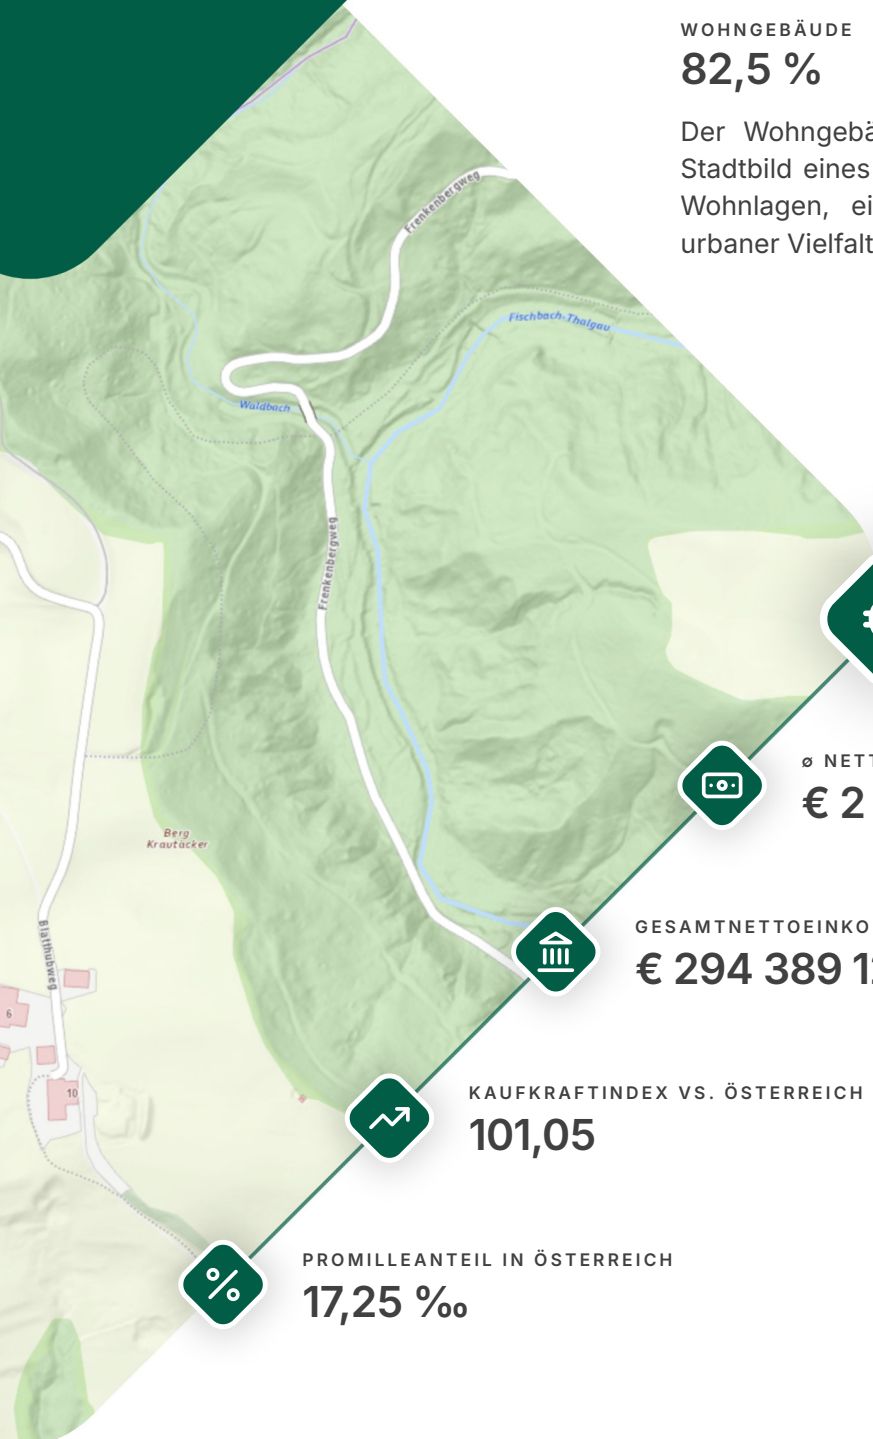 WOHNGEBÄUDE
82,5 %
Der Wohngebä
Stadtbild eines
Wohnlagen, ei
urbaner Vielfalt
Frenkenbergweg
Fischbach-Thalgau
Waldbach
Frenkenbergweg
ø NETT
€ 2
Berg
Krautäcker
Blatthubweg
GESAMTNETTOEINKO
€ 294 389 1
6
10
KAUFKRAFTINDEX VS. ÖSTERREICH
101,05
PROMILLEANTEIL IN ÖSTERREICH
17,25 ‰